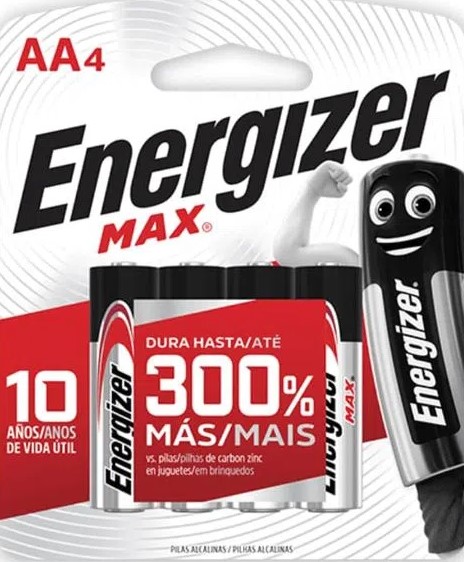 AA4
Energizer
MAX®
Energizer®
10
AÑOS/ANOS
DE VIDA ÚTIL
Energizer
DURA HASTA/ATÉ
300%
MÁS/MAIS
vs. pilas/pilhas de carbon zinc
en juguetes/em brinquedos
Energizer
MAX®
PILAS ALCALINAS / PILHAS ALCALINAS